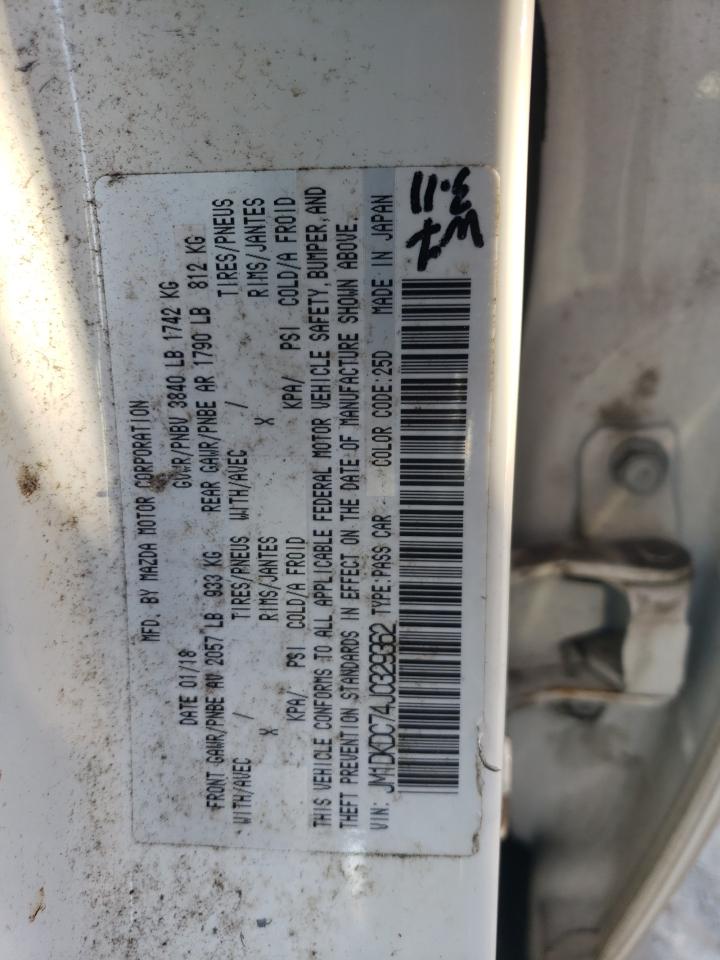 MFD. BY MAZDA MOTOR CORPORATION
DATE 01/18 GVWR/PNBV 3840 LB 1742 KG
FRONT GAWR/PNBE AV 2057 LB 933 KG REAR GAWR/PNBE AR 1790 LB 812 KG
WITH/AVEC / TIRES/PNEUS WITH/AVEC / TIRES/PNEUS
X RIMS/JANTES X RIMS/JANTES
KPA/ PSI COLD/A FROID KPA/ PSI COLD/A FROID
THIS VEHICLE CONFORMS TO ALL APPLICABLE FEDERAL MOTOR VEHICLE SAFETY, BUMPER, AND
THEFT PREVENTION STANDARDS IN EFFECT ON THE DATE OF MANUFACTURE SHOWN ABOVE.
VIN: JM1DKDC74J0329362 TYPE:PASS CAR COLOR CODE:25D MADE IN JAPAN
3.11